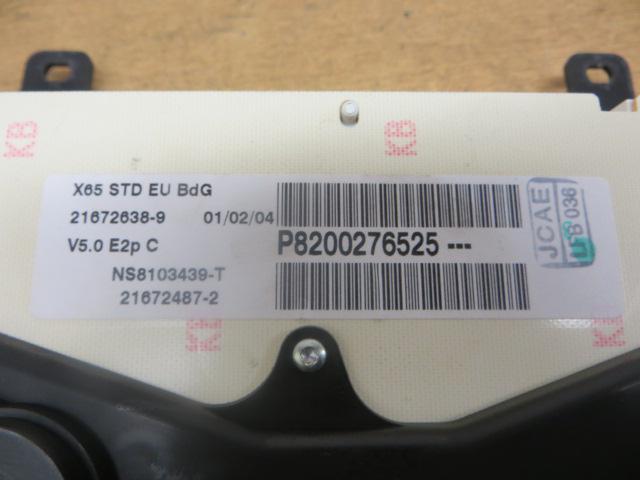 KB
KB
X65 STD EU BdG
21672638-9 01/02/04
V5.0 E2p C
P8200276525 ---
NS8103439-T
21672487-2
JCAE
B 036
KB
KB